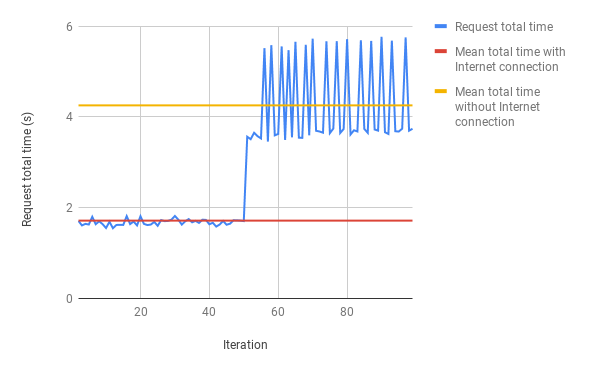 6
4
2
0
20
40
60
80
Request total time (s)
Iteration
Request total time
Mean total time with
Internet connection
Mean total time
without Internet
connection